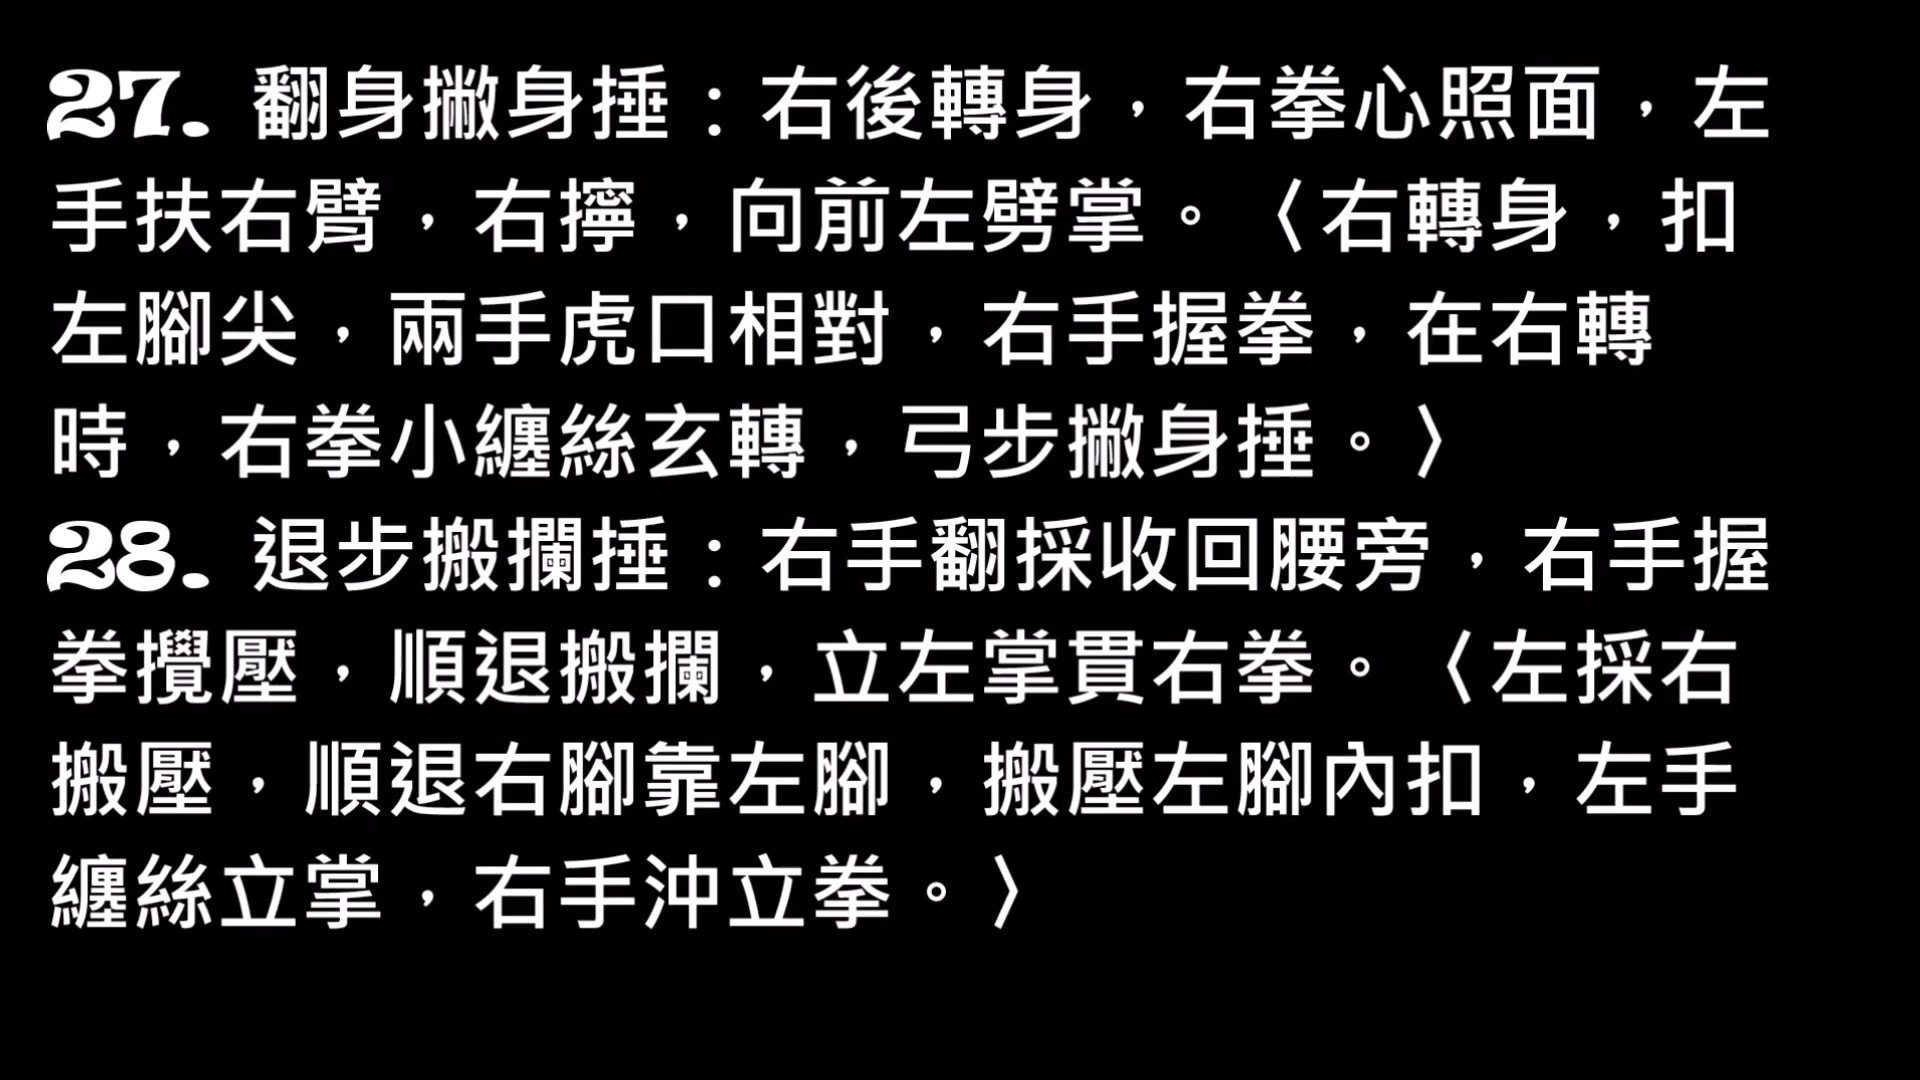 27. 翻身撇身捶：右後轉身，右拳心照面，左
手扶右臂，右擰，向前左劈掌。〈右轉身，扣
左腳尖，兩手虎口相對，右手握拳，在右轉
時，右拳小纏絲玄轉，弓步撇身捶。〉
28. 退步搬攔捶：右手翻採收回腰旁，右手握
拳攪壓，順退搬攔，立左掌貫右拳。〈左採右
搬壓，順退右腳靠左腳，搬壓左腳內扣，左手
纏絲立掌，右手沖立拳。〉